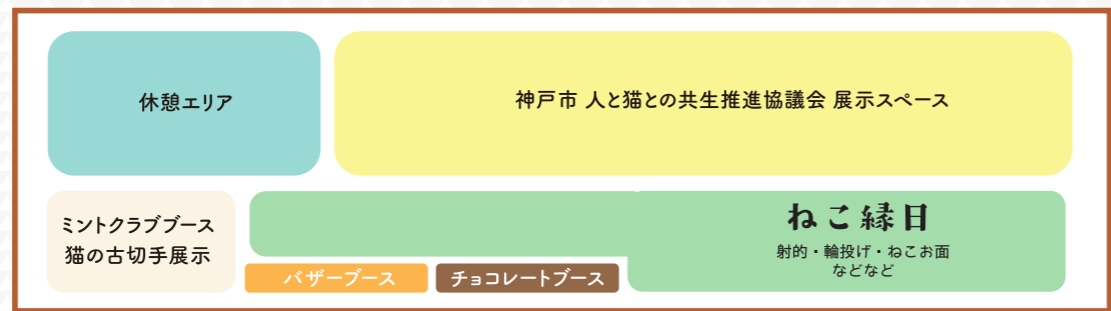 休憩エリア
神戸市 人と猫との共生推進協議会 展示スペース
ミントクラブブース
猫の古切手展示
ねこ縁日
射的・輪投げ・ねこお面
などなど
バザーブース
チョコレートブース